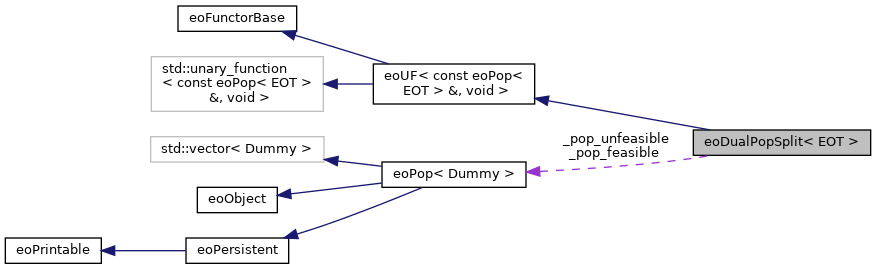 eoFunctorBase
std::unary_function
< const eoPop< EOT >
&, void >
eoUF< const eoPop<
EOT > &, void >
_pop_unfeasible
_pop_feasible
eoDualPopSplit< EOT >
std::vector< Dummy >
eoPop< Dummy >
eoObject
eoPrintable
eoPersistent